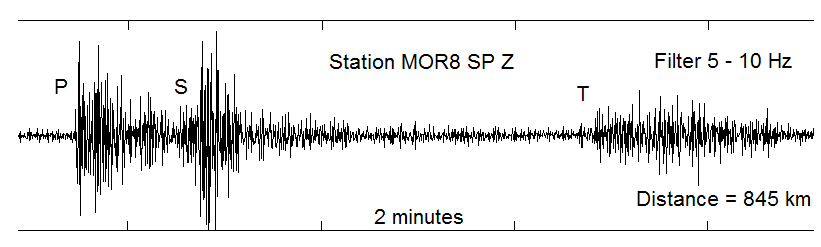 Station MOR8 SP Z
Filter 5 - 10 Hz
P
S
T
Distance = 845 km
2 minutes